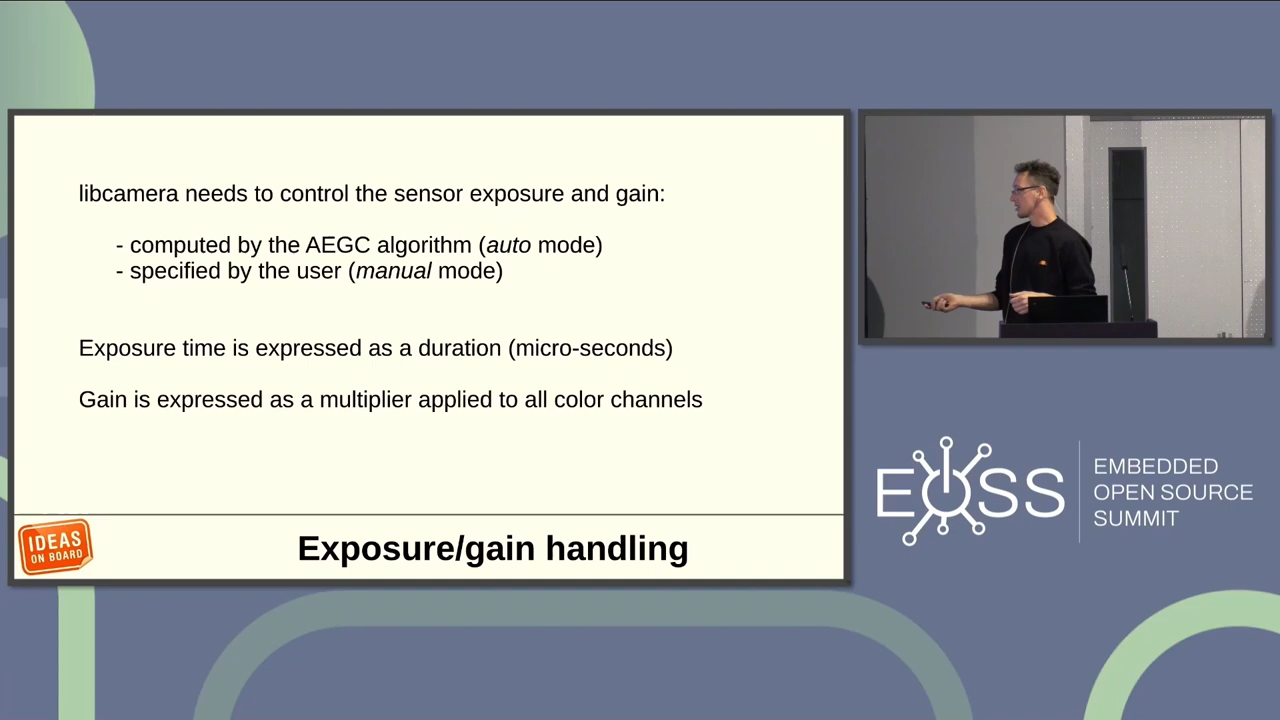 libcamera needs to control the sensor exposure and gain:
- computed by the AEGC algorithm (auto mode)
- specified by the user (manual mode)
Exposure time is expressed as a duration (micro-seconds)
Gain is expressed as a multiplier applied to all color channels
IDEAS
ON BOARD
Exposure/gain handling
EOSS
EMBEDDED
OPEN SOURCE
SUMMIT